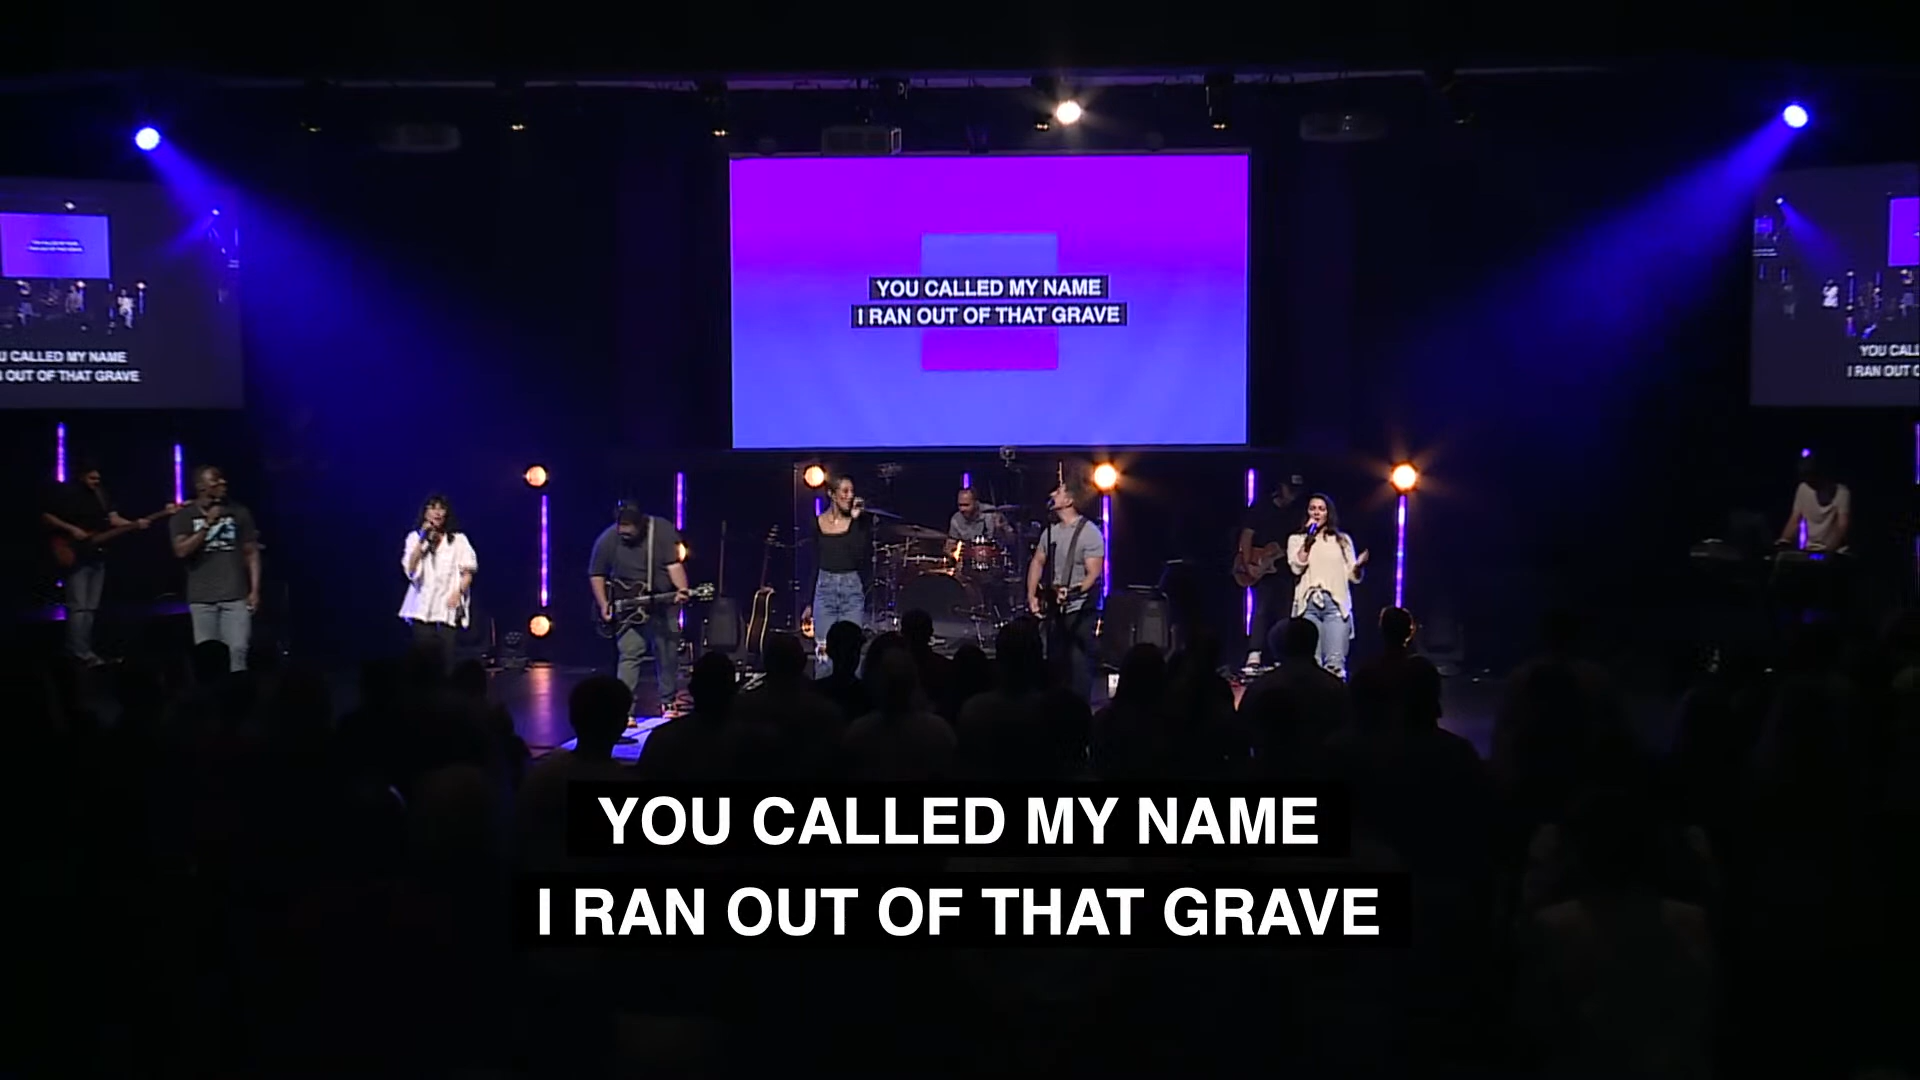 YOU CALLED MY NAME
I RAN OUT OF THAT GRAVE
CALLED MY NAME
OUT OF THAT GRAVE
YOU
I RAN OUT
YOU CALLED MY NAME
I RAN OUT OF THAT GRAVE